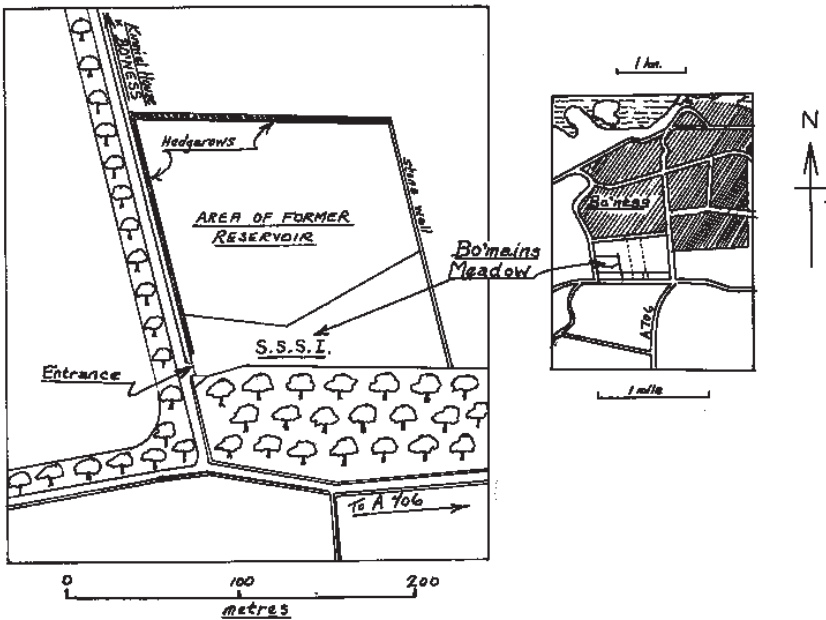 Kinneil House
& BO'NESS
Hedgerows
Stone wall
AREA OF FORMER
RESERVOIR
S.S.S.I.
Entrance
To A 706
0 100 200
metres
1 km.
Bo'ness
Bo'mains
Meadow
A706
1 mile
N